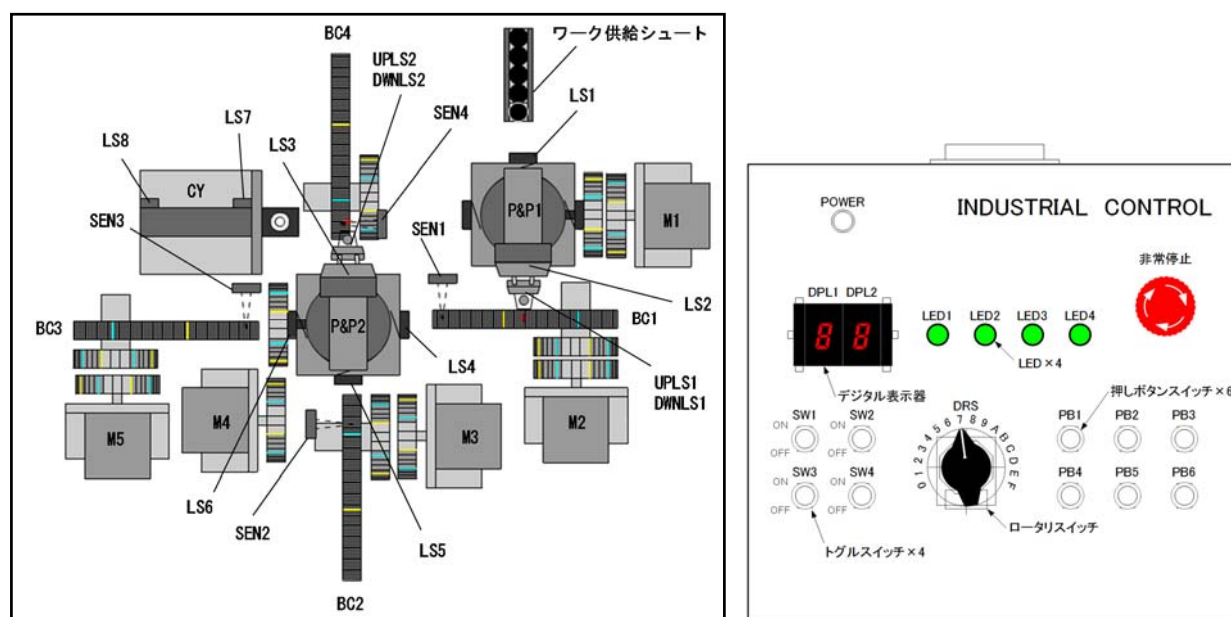 BC4
ワーク供給シュート
UPLS2
DWNLS2
LS1
SEN4
LS7
LS3
LS8
CY
P&P1
M1
SEN3
SEN1
LS2
BC3
P&P2
BC1
LS4
UPLS1
DWNLS1
M5
M4
M3
M2
LS6
SEN2
LS5
BC2
POWER
INDUSTRIAL CONTROL
非常停止
DPL1 DPL2
8 8
LED1 LED2 LED3 LED4
LED×4
デジタル表示器
押しボタンスイッチ×6
DRS
SW1 SW2
ON ON
OFF OFF
SW3 SW4
ON ON
OFF OFF
0 1 2 3 4 5 6 7 8 9 A B C D E F
PB1 PB2 PB3
PB4 PB5 PB6
ロータリスイッチ
トグルスイッチ×4